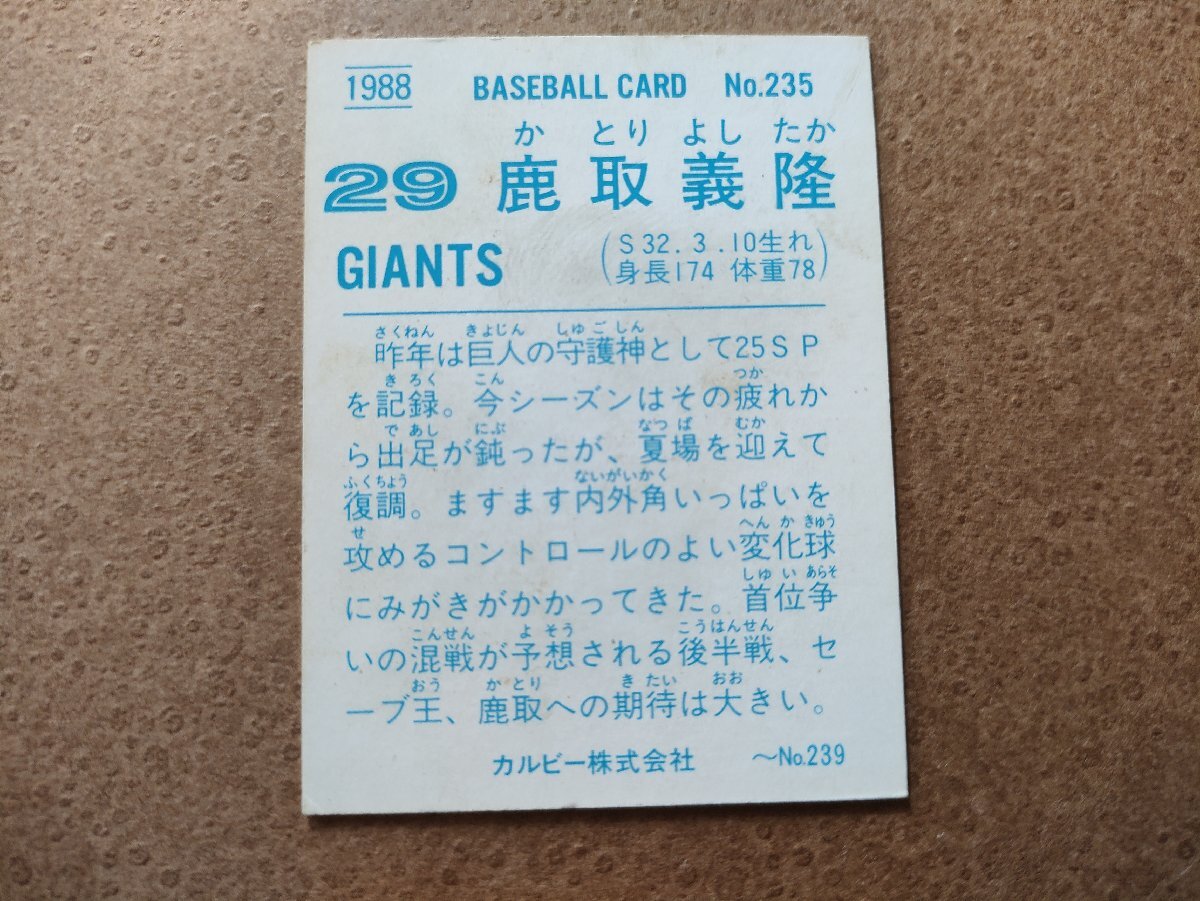 1988 BASEBALL CARD No.235
か とり よし たか
29 鹿取義隆
GIANTS
(S32.3.10生れ
身長174 体重78)
さくねん きょじん しゅごしん
昨年は巨人の守護神として25SP
きろく こん つか
を記録。今シーズンはその疲れか
であし にぶ なつば むか
ら出足が鈍ったが、夏場を迎えて
ふくちょう ないがいかく
復調。ますます内外角いっぱいを
せ へんかきゅう
攻めるコントロールのよい変化球
しゅい あらそ
にみがきがかかってきた。首位争
こんせん よそう こうはんせん
いの混戦が予想される後半戦、セ
おう かとり きたい おお
ーブ王、鹿取への期待は大きい。
カルビー株式会社 〜No.239